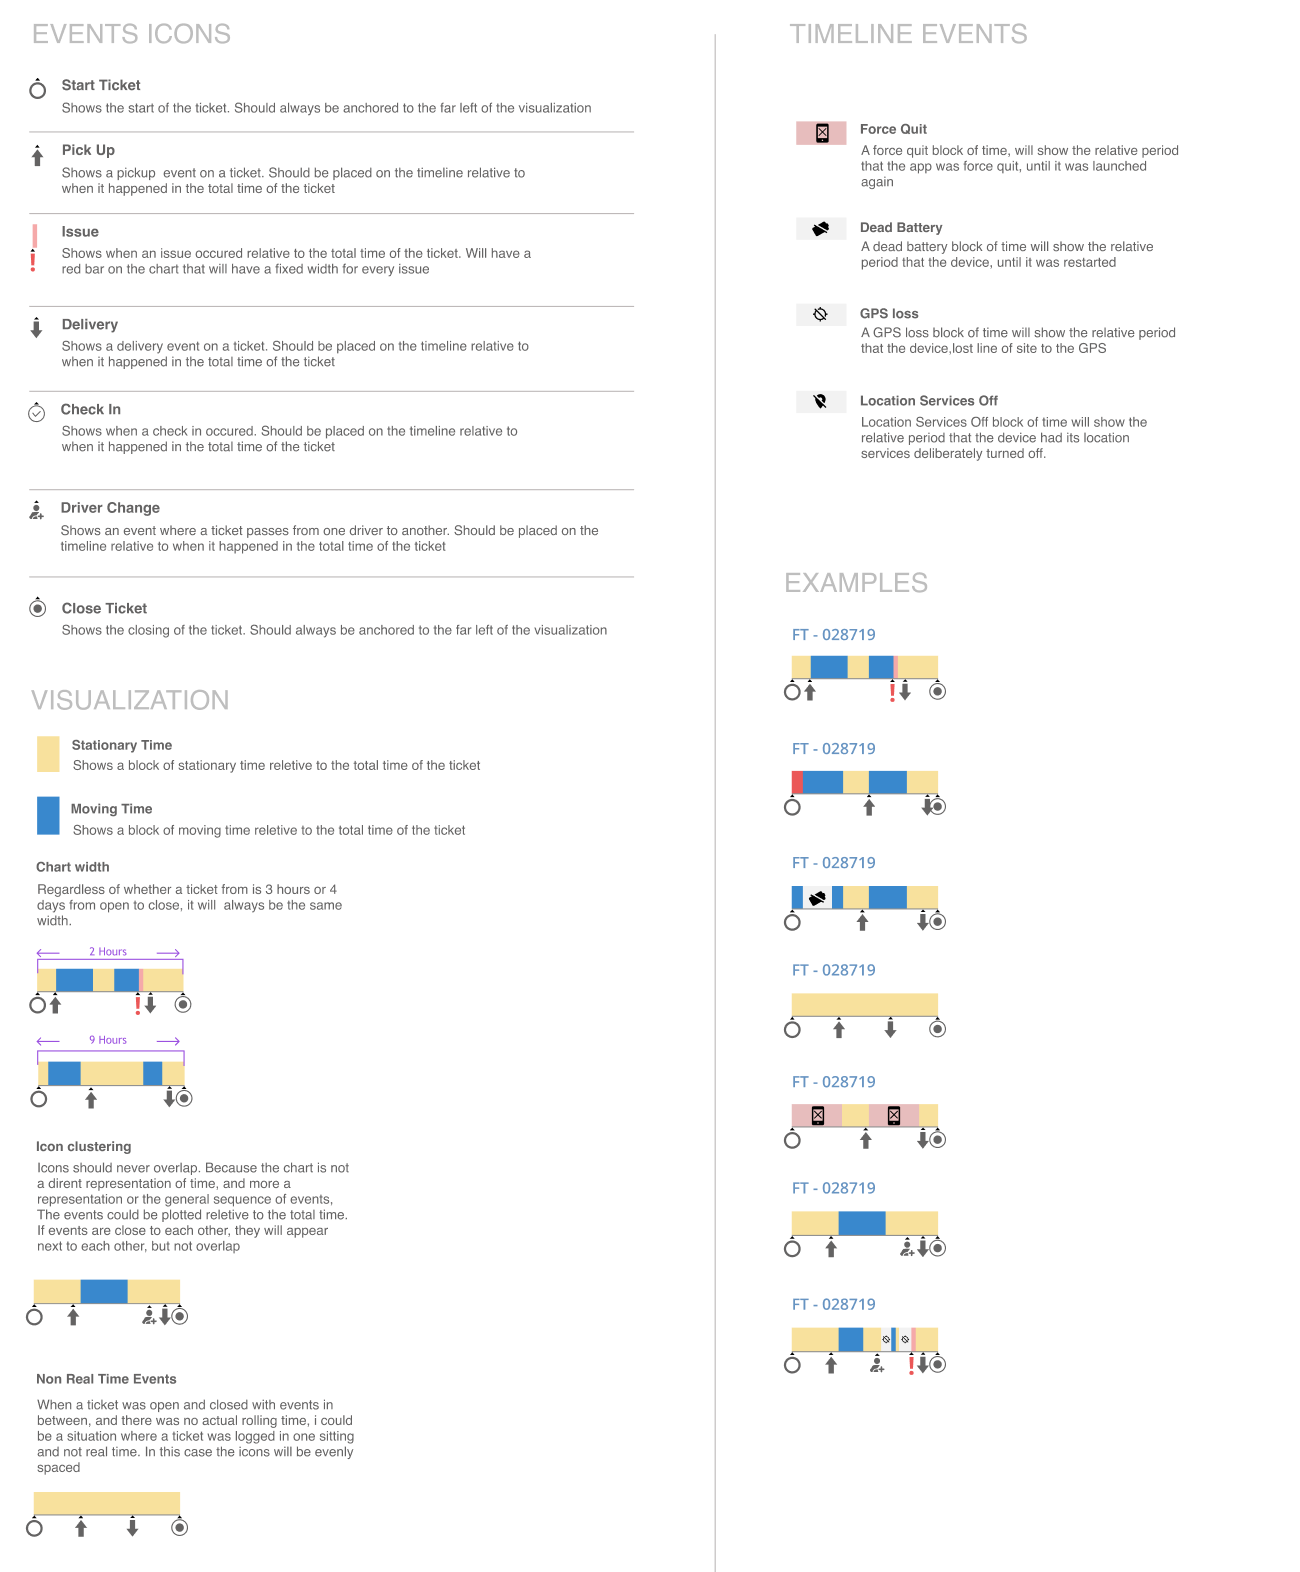 EVENTS ICONS
Start Ticket
Shows the start of the ticket. Should always be anchored to the far left of the visualization
Pick Up
Shows a pickup  event on a ticket. Should be placed on the timeline relative to
when it happened in the total time of the ticket
Issue
Shows when an issue occured relative to the total time of the ticket. Will have a
red bar on the chart that will have a fixed width for every issue
Delivery
Shows a delivery event on a ticket. Should be placed on the timeline relative to
when it happened in the total time of the ticket
Check In
Shows when a check in occured. Should be placed on the timeline relative to
when it happened in the total time of the ticket
Driver Change
Shows an event where a ticket passes from one driver to another. Should be placed on the
timeline relative to when it happened in the total time of the ticket
Close Ticket
Shows the closing of the ticket. Should always be anchored to the far left of the visualization
VISUALIZATION
Stationary Time
Shows a block of stationary time reletive to the total time of the ticket
Moving Time
Shows a block of moving time reletive to the total time of the ticket
Chart width
Regardless of whether a ticket from is 3 hours or 4
days from open to close, it will  always be the same
width.
2 Hours
9 Hours
Icon clustering
Icons should never overlap. Because the chart is not
a dirent representation of time, and more a
representation or the general sequence of events,
The events could be plotted reletive to the total time.
If events are close to each other, they will appear
next to each other, but not overlap
Non Real Time Events
When a ticket was open and closed with events in
between, and there was no actual rolling time, i could
be a situation where a ticket was logged in one sitting
and not real time. In this case the icons will be evenly
spaced
TIMELINE EVENTS
Force Quit
A force quit block of time, will show the relative period
that the app was force quit, until it was launched
again
Dead Battery
A dead battery block of time will show the relative
period that the device, until it was restarted
GPS loss
A GPS loss block of time will show the relative period
that the device,lost line of site to the GPS
Location Services Off
Location Services Off block of time will show the
relative period that the device had its location
services deliberately turned off.
EXAMPLES
FT - 028719
FT - 028719
FT - 028719
FT - 028719
FT - 028719
FT - 028719
FT - 028719